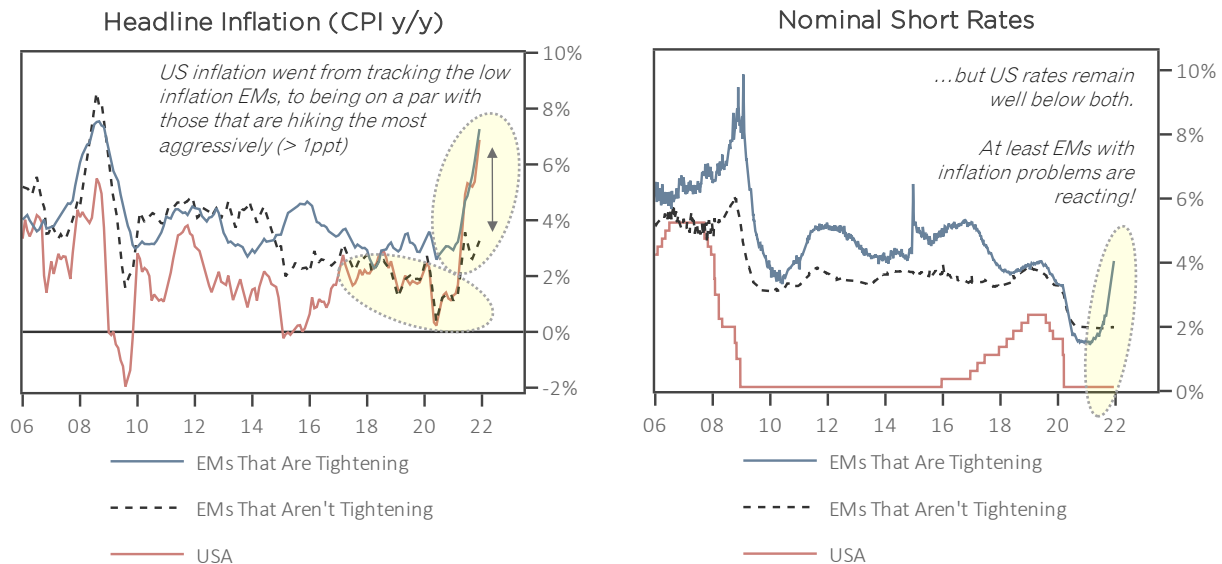 Headline Inflation (CPI y/y)
US inflation went from tracking the low
inflation EMs, to being on a par with
those that are hiking the most
aggressively (> 1ppt)
10%
8%
6%
4%
2%
0%
-2%
06 08 10 12 14 16 18 20 22
EMs That Are Tightening
EMs That Aren't Tightening
USA
Nominal Short Rates
…but US rates remain
well below both.
At least EMs with
inflation problems are
reacting!
10%
8%
6%
4%
2%
0%
06 08 10 12 14 16 18 20 22
EMs That Are Tightening
EMs That Aren't Tightening
USA